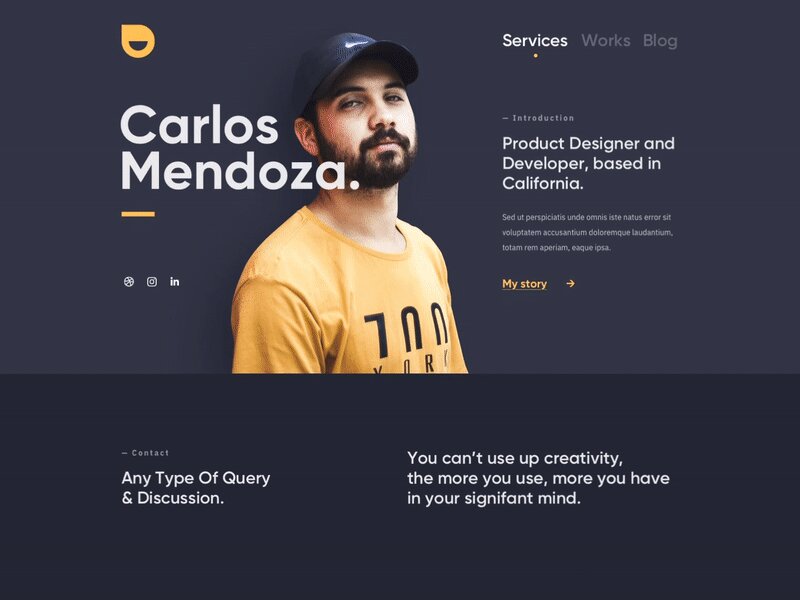 Services Works Blog
Carlos
Mendoza.
— Introduction
Product Designer and
Developer, based in
California.
Sed ut perspiciatis unde omnis iste natus error sit
voluptatem accusantium doloremque laudantium,
totam rem aperiam, eaque ipsa.
My story →
in
YORK
— Contact
Any Type Of Query
& Discussion.
You can’t use up creativity,
the more you use, more you have
in your signifant mind.